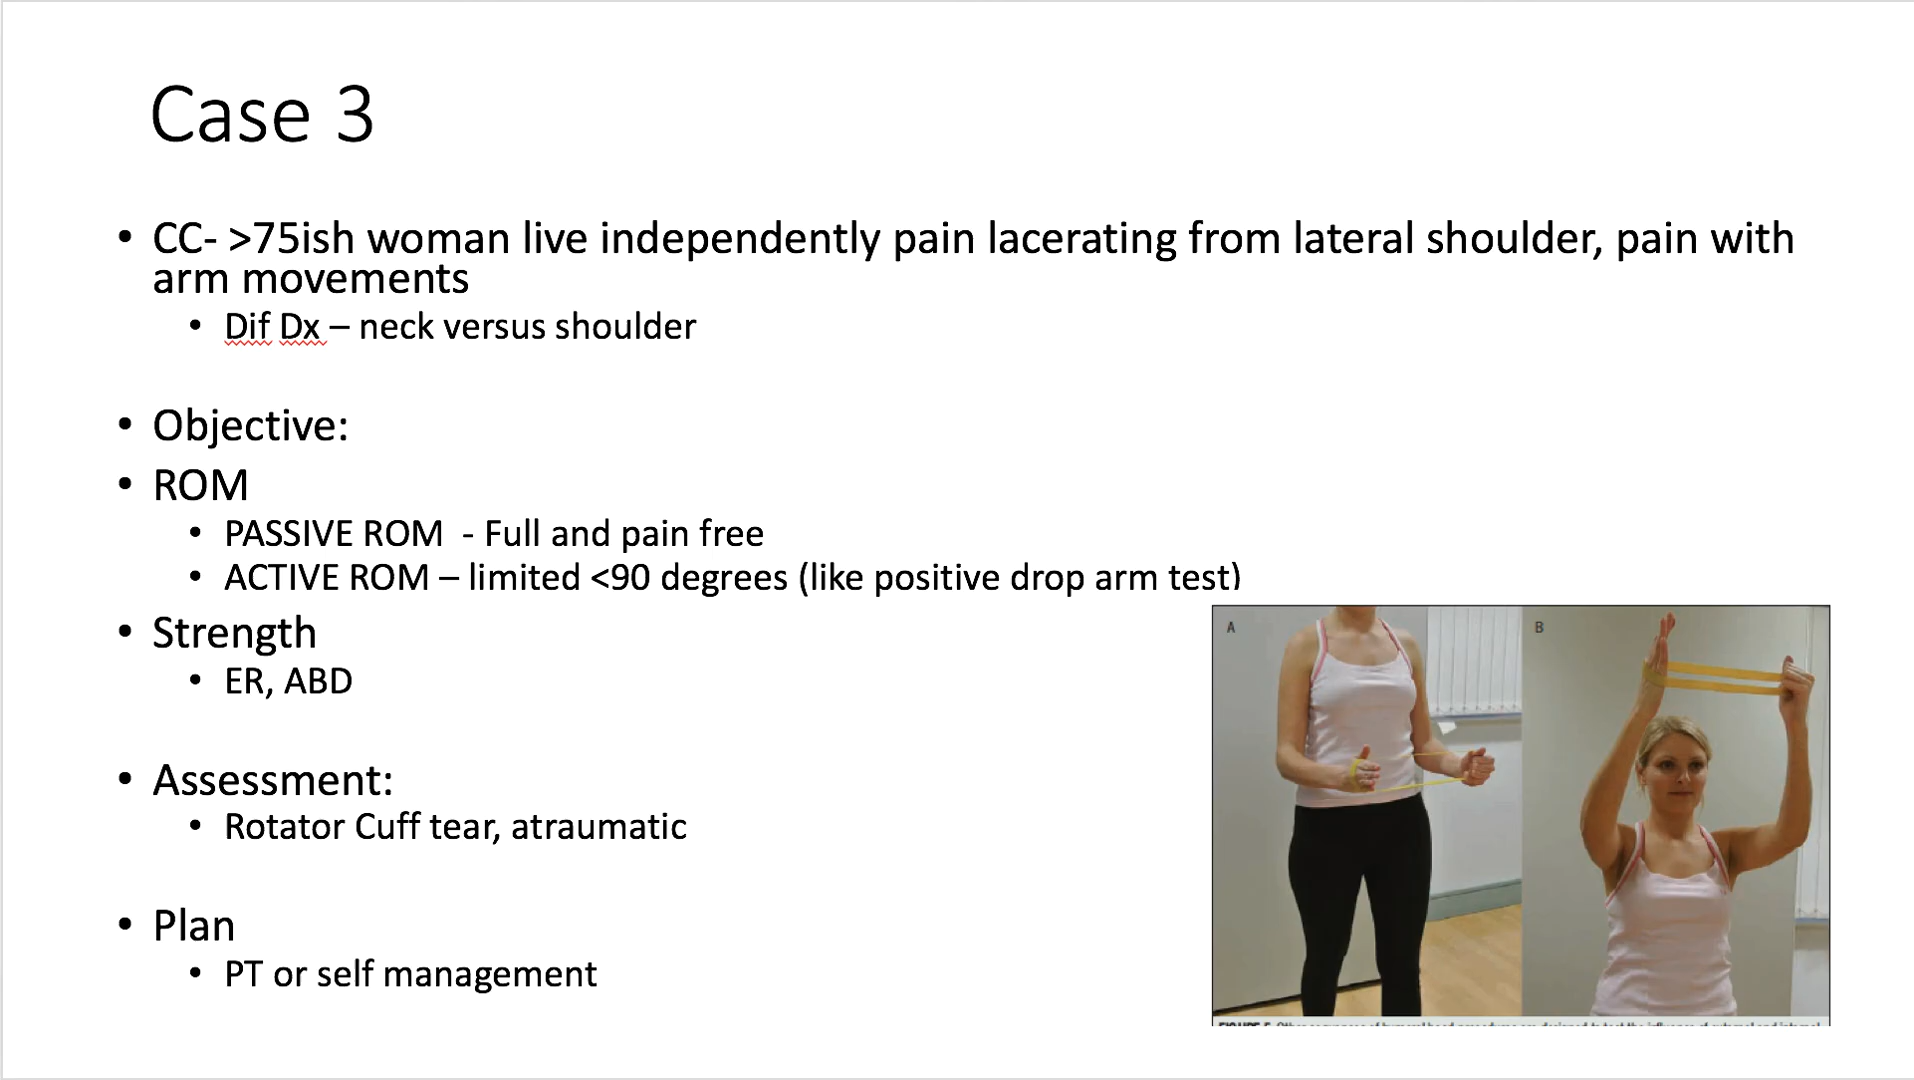 Case 3
• CC- >75ish woman live independently pain lacerating from lateral shoulder, pain with
arm movements
• Dif Dx – neck versus shoulder
• Objective:
• ROM
• PASSIVE ROM  - Full and pain free
• ACTIVE ROM – limited <90 degrees (like positive drop arm test)
• Strength
• ER, ABD
• Assessment:
• Rotator Cuff tear, atraumatic
• Plan
• PT or self management
A
B